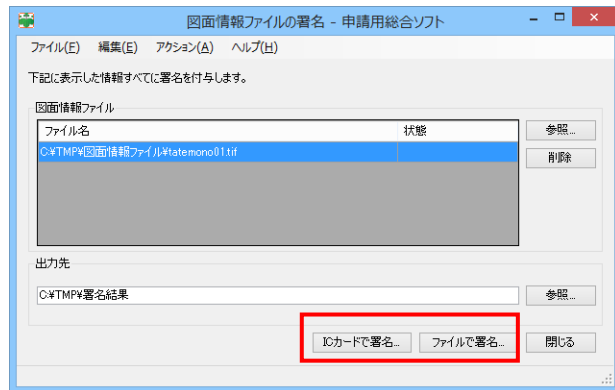 図面情報ファイルの署名 - 申請用総合ソフト
ファイル(F) 編集(E) アクション(A) ヘルプ(H)
下記に表示した情報すべてに署名を付与します。
図面情報ファイル
ファイル名 状態
C:¥TMP¥図面情報ファイル¥tatemono01.tif
参照...
削除
出力先
C:¥TMP¥署名結果
参照...
ICカードで署名... ファイルで署名... 閉じる